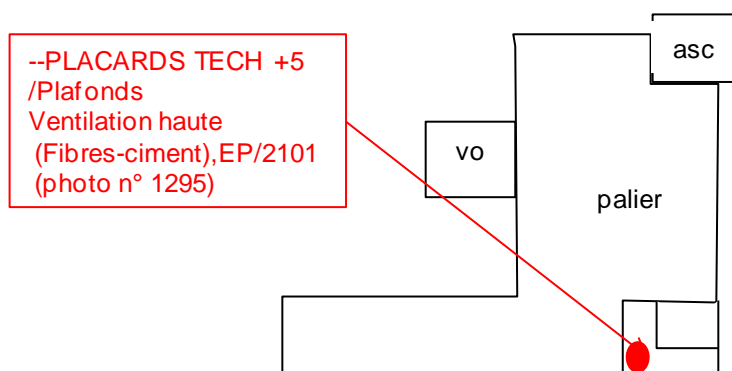 --PLACARDS TECH +5
/Plafonds
Ventilation haute
(Fibres-ciment),EP/2101
(photo n° 1295)
asc
vo
palier